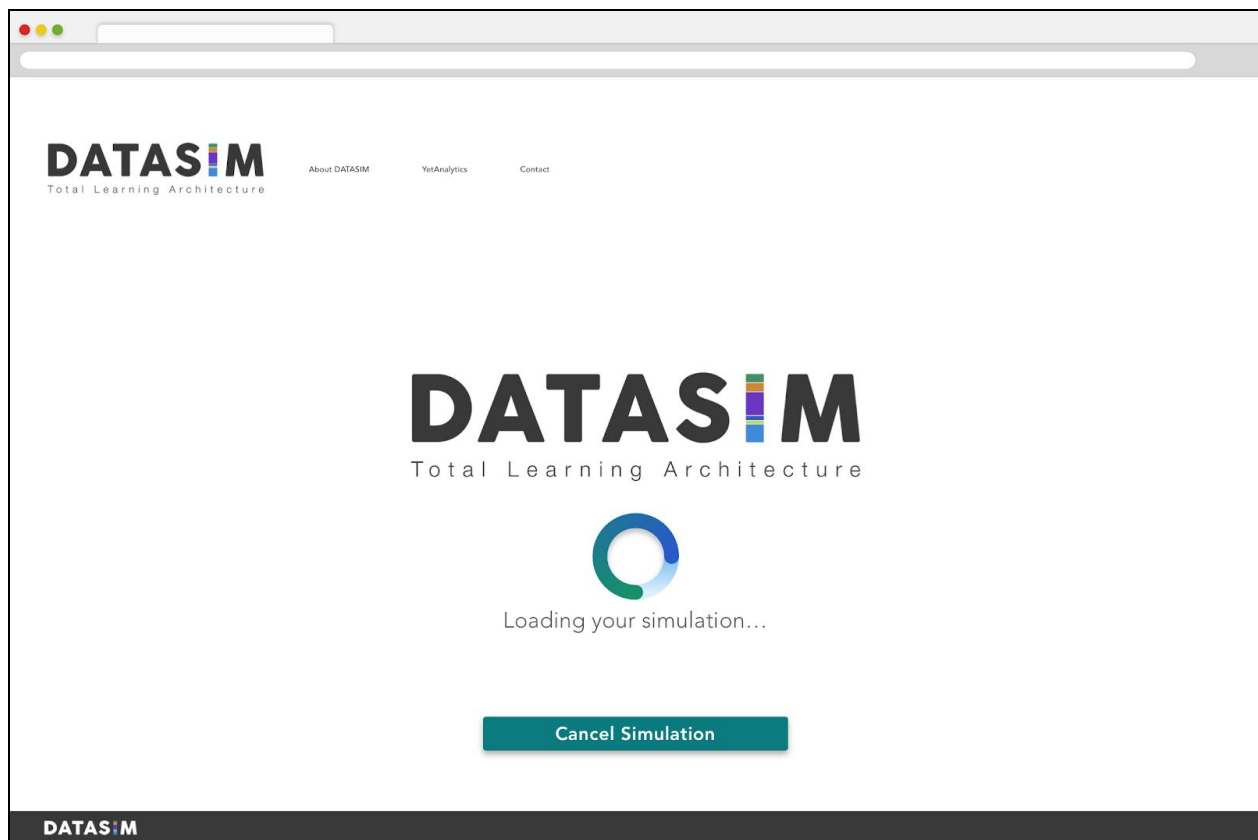 DATASIM
Total Learning Architecture
About DATASIM YetAnalytics Contact
DATASIM
Total Learning Architecture
Loading your simulation...
Cancel Simulation
DATASIM